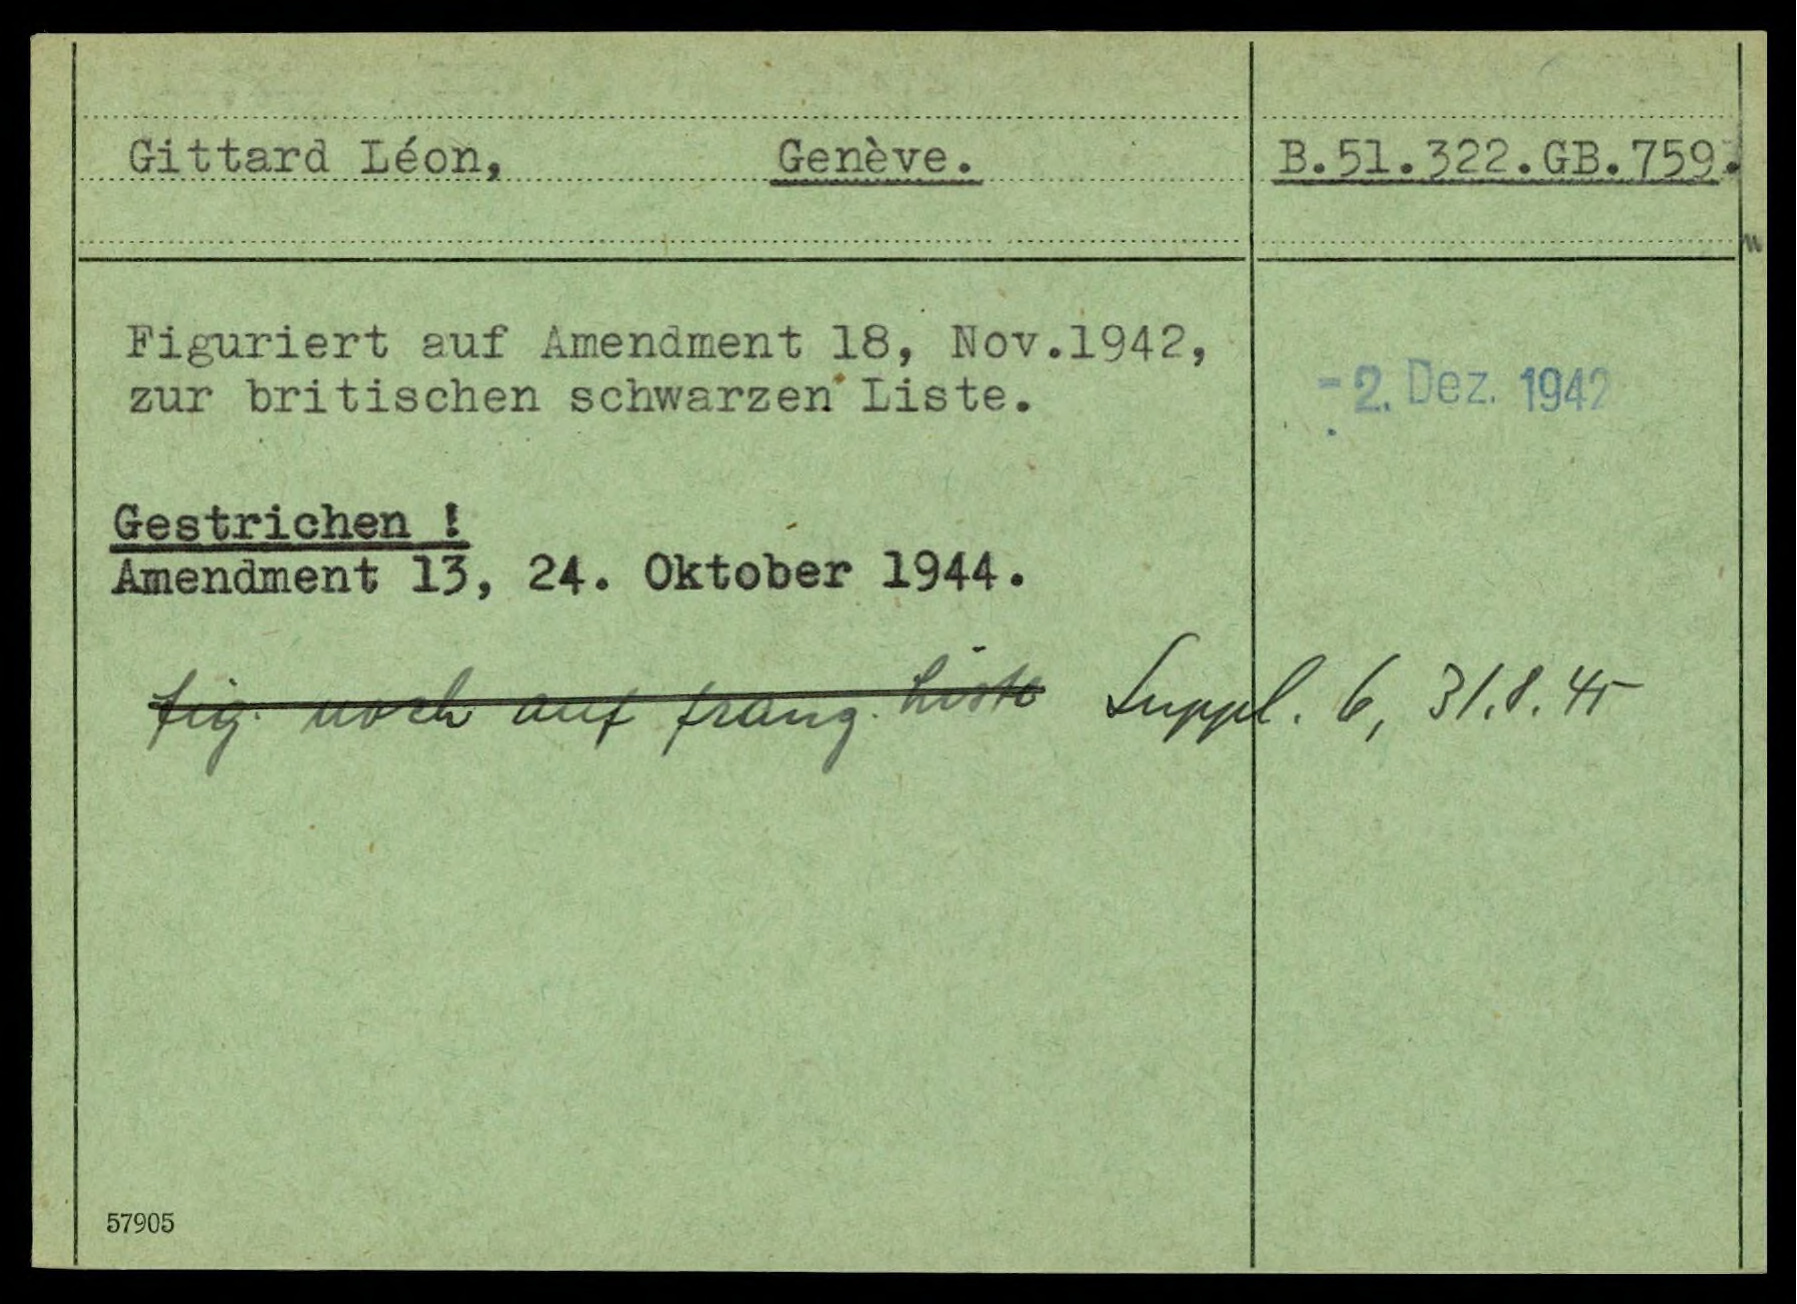 Gittard Léon, Genève. B.51.322.GB.759.
Figuriert auf Amendment 18, Nov.1942,
zur britischen schwarzen Liste.
- 2. Dez. 1942
Gestrichen !
Amendment 13, 24. Oktober 1944.
fig. noch auf franz. Liste Suppl. 6, 31.8.45
57905